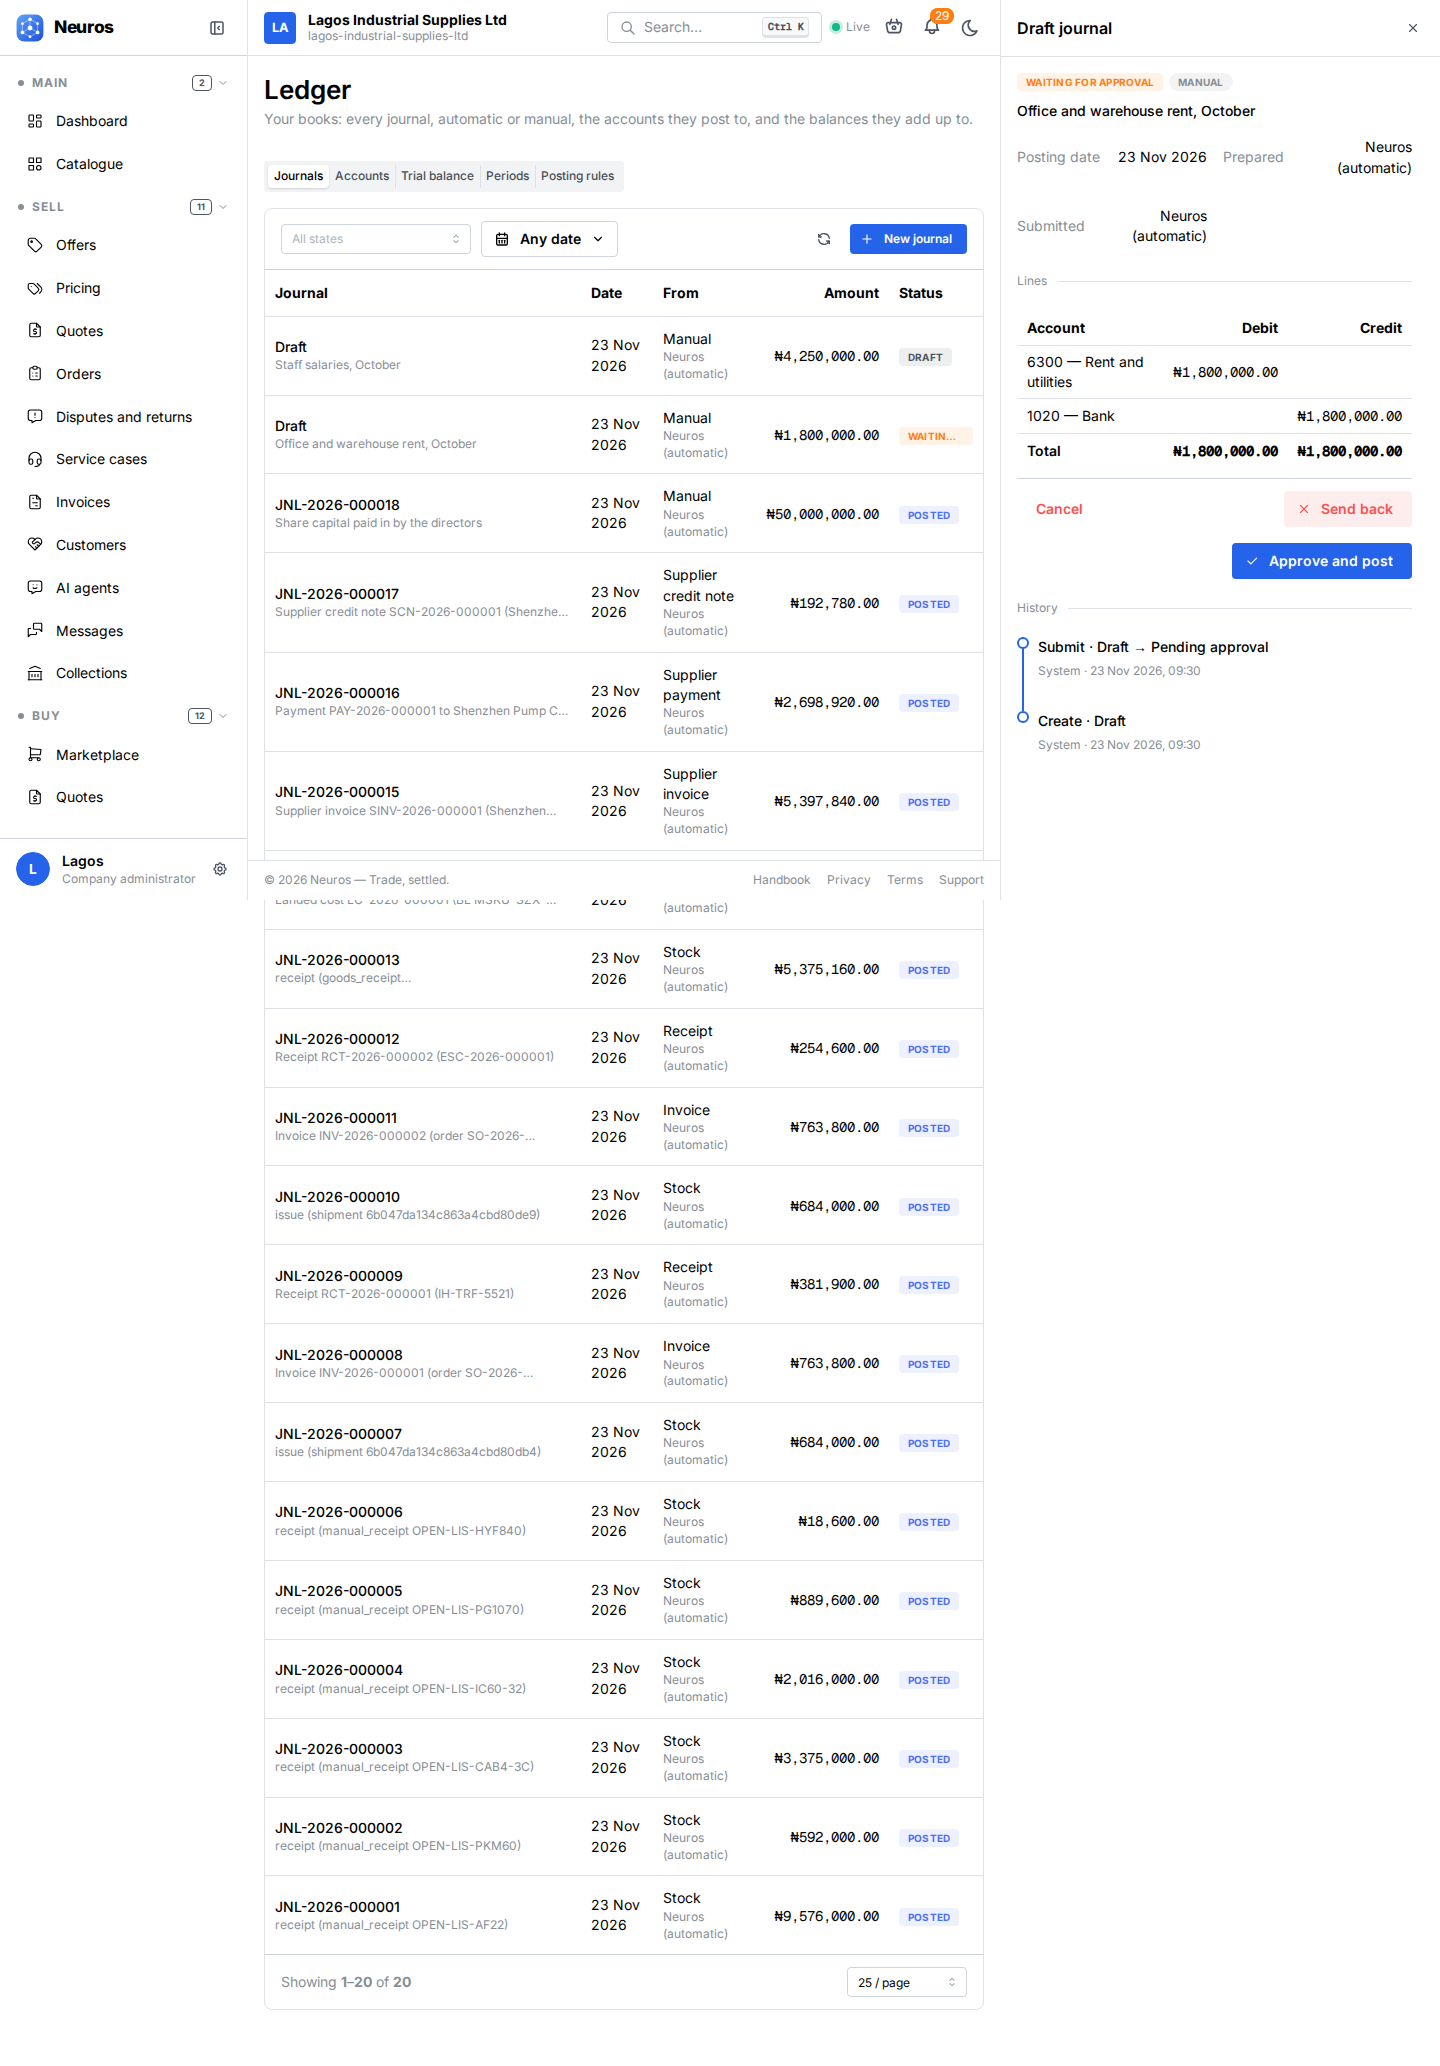 Neuros
MAIN
2
Dashboard
Catalogue
SELL
11
Offers
Pricing
Quotes
Orders
Disputes and returns
Service cases
Invoices
Customers
AI agents
Messages
Collections
BUY
12
Marketplace
Quotes
L
Lagos
Company administrator
LA
Lagos Industrial Supplies Ltd
lagos-industrial-supplies-ltd
Search...
Ctrl K
Live
29
Ledger
Your books: every journal, automatic or manual, the accounts they post to, and the balances they add up to.
Journals
Accounts
Trial balance
Periods
Posting rules
All states
Any date
New journal
Journal Date From Amount Status
Draft
Staff salaries, October
23 Nov
2026
Manual
Neuros
(automatic)
₦4,250,000.00
DRAFT
Draft
Office and warehouse rent, October
23 Nov
2026
Manual
Neuros
(automatic)
₦1,800,000.00
WAITIN...
JNL-2026-000018
Share capital paid in by the directors
23 Nov
2026
Manual
Neuros
(automatic)
₦50,000,000.00
POSTED
JNL-2026-000017
Supplier credit note SCN-2026-000001 (Shenzhe...
23 Nov
2026
Supplier
credit note
Neuros
(automatic)
₦192,780.00
POSTED
JNL-2026-000016
Payment PAY-2026-000001 to Shenzhen Pump C...
23 Nov
2026
Supplier
payment
Neuros
(automatic)
₦2,698,920.00
POSTED
JNL-2026-000015
Supplier invoice SINV-2026-000001 (Shenzhen...
23 Nov
2026
Supplier
invoice
Neuros
(automatic)
₦5,397,840.00
POSTED
© 2026 Neuros — Trade, settled.
Handbook
Privacy
Terms
Support
2026
(automatic)
JNL-2026-000013
receipt (goods_receipt...
23 Nov
2026
Stock
Neuros
(automatic)
₦5,375,160.00
POSTED
JNL-2026-000012
Receipt RCT-2026-000002 (ESC-2026-000001)
23 Nov
2026
Receipt
Neuros
(automatic)
₦254,600.00
POSTED
JNL-2026-000011
Invoice INV-2026-000002 (order SO-2026-...
23 Nov
2026
Invoice
Neuros
(automatic)
₦763,800.00
POSTED
JNL-2026-000010
issue (shipment 6b047da134c863a4cbd80de9)
23 Nov
2026
Stock
Neuros
(automatic)
₦684,000.00
POSTED
JNL-2026-000009
Receipt RCT-2026-000001 (IH-TRF-5521)
23 Nov
2026
Receipt
Neuros
(automatic)
₦381,900.00
POSTED
JNL-2026-000008
Invoice INV-2026-000001 (order SO-2026-...
23 Nov
2026
Invoice
Neuros
(automatic)
₦763,800.00
POSTED
JNL-2026-000007
issue (shipment 6b047da134c863a4cbd80db4)
23 Nov
2026
Stock
Neuros
(automatic)
₦684,000.00
POSTED
JNL-2026-000006
receipt (manual_receipt OPEN-LIS-HYF840)
23 Nov
2026
Stock
Neuros
(automatic)
₦18,600.00
POSTED
JNL-2026-000005
receipt (manual_receipt OPEN-LIS-PG1070)
23 Nov
2026
Stock
Neuros
(automatic)
₦889,600.00
POSTED
JNL-2026-000004
receipt (manual_receipt OPEN-LIS-IC60-32)
23 Nov
2026
Stock
Neuros
(automatic)
₦2,016,000.00
POSTED
JNL-2026-000003
receipt (manual_receipt OPEN-LIS-CAB4-3C)
23 Nov
2026
Stock
Neuros
(automatic)
₦3,375,000.00
POSTED
JNL-2026-000002
receipt (manual_receipt OPEN-LIS-PKM60)
23 Nov
2026
Stock
Neuros
(automatic)
₦592,000.00
POSTED
JNL-2026-000001
receipt (manual_receipt OPEN-LIS-AF22)
23 Nov
2026
Stock
Neuros
(automatic)
₦9,576,000.00
POSTED
Showing 1–20 of 20
25 / page
Draft journal
WAITING FOR APPROVAL
MANUAL
Office and warehouse rent, October
Posting date 23 Nov 2026 Prepared Neuros
(automatic)
Submitted Neuros
(automatic)
Lines
Account Debit Credit
6300 — Rent and
utilities
₦1,800,000.00
1020 — Bank ₦1,800,000.00
Total ₦1,800,000.00 ₦1,800,000.00
Cancel
Send back
Approve and post
History
Submit · Draft → Pending approval
System · 23 Nov 2026, 09:30
Create · Draft
System · 23 Nov 2026, 09:30